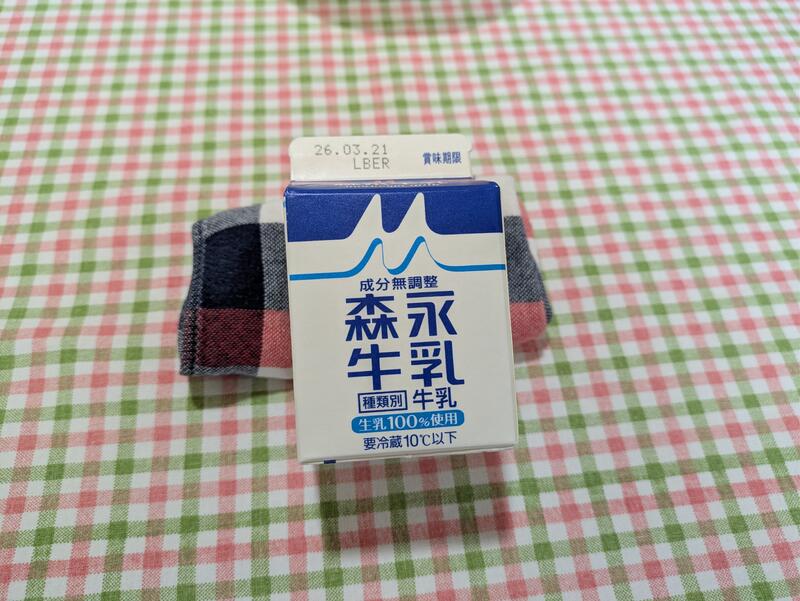 26.03.21
LBER
賞味期限
成分無調整
森永
牛乳
種類別 牛乳
生乳100%使用
要冷蔵10℃以下